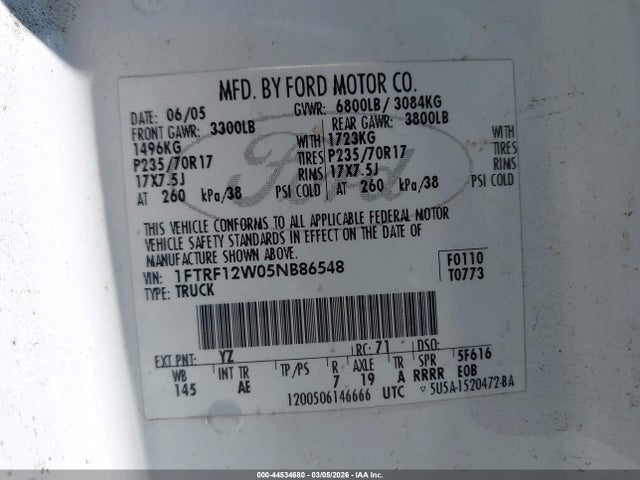 MFD. BY FORD MOTOR CO.
DATE: 06/05 GVWR: 6800LB/ 3084KG
FRONT GAWR: 3300LB REAR GAWR: 3800LB
1496KG WITH 1723KG WITH
P235/70R17 TIRES P235/70R17 TIRES
17X7.5J RIMS 17X7.5J RIMS
AT 260 kPa/38 PSI COLD AT 260 kPa/38 PSI COLD
Ford
THIS VEHICLE CONFORMS TO ALL APPLICABLE FEDERAL MOTOR
VEHICLE SAFETY STANDARDS IN EFFECT ON THE DATE OF
MANUFACTURE SHOWN ABOVE.
VIN: 1FTRF12W05NB86548 F0110
TYPE: TRUCK T0773
EXT PNT: YZ RC: 71 DSO:
WB INT TR TP/PS R AXLE TR SPR 5F616
145 AE 7 19 A RRRR EOB
1200506146666 UTC ▽ 5U5A-1520472-BA
000-44534680 - 03/05/2026 - IAA Inc.